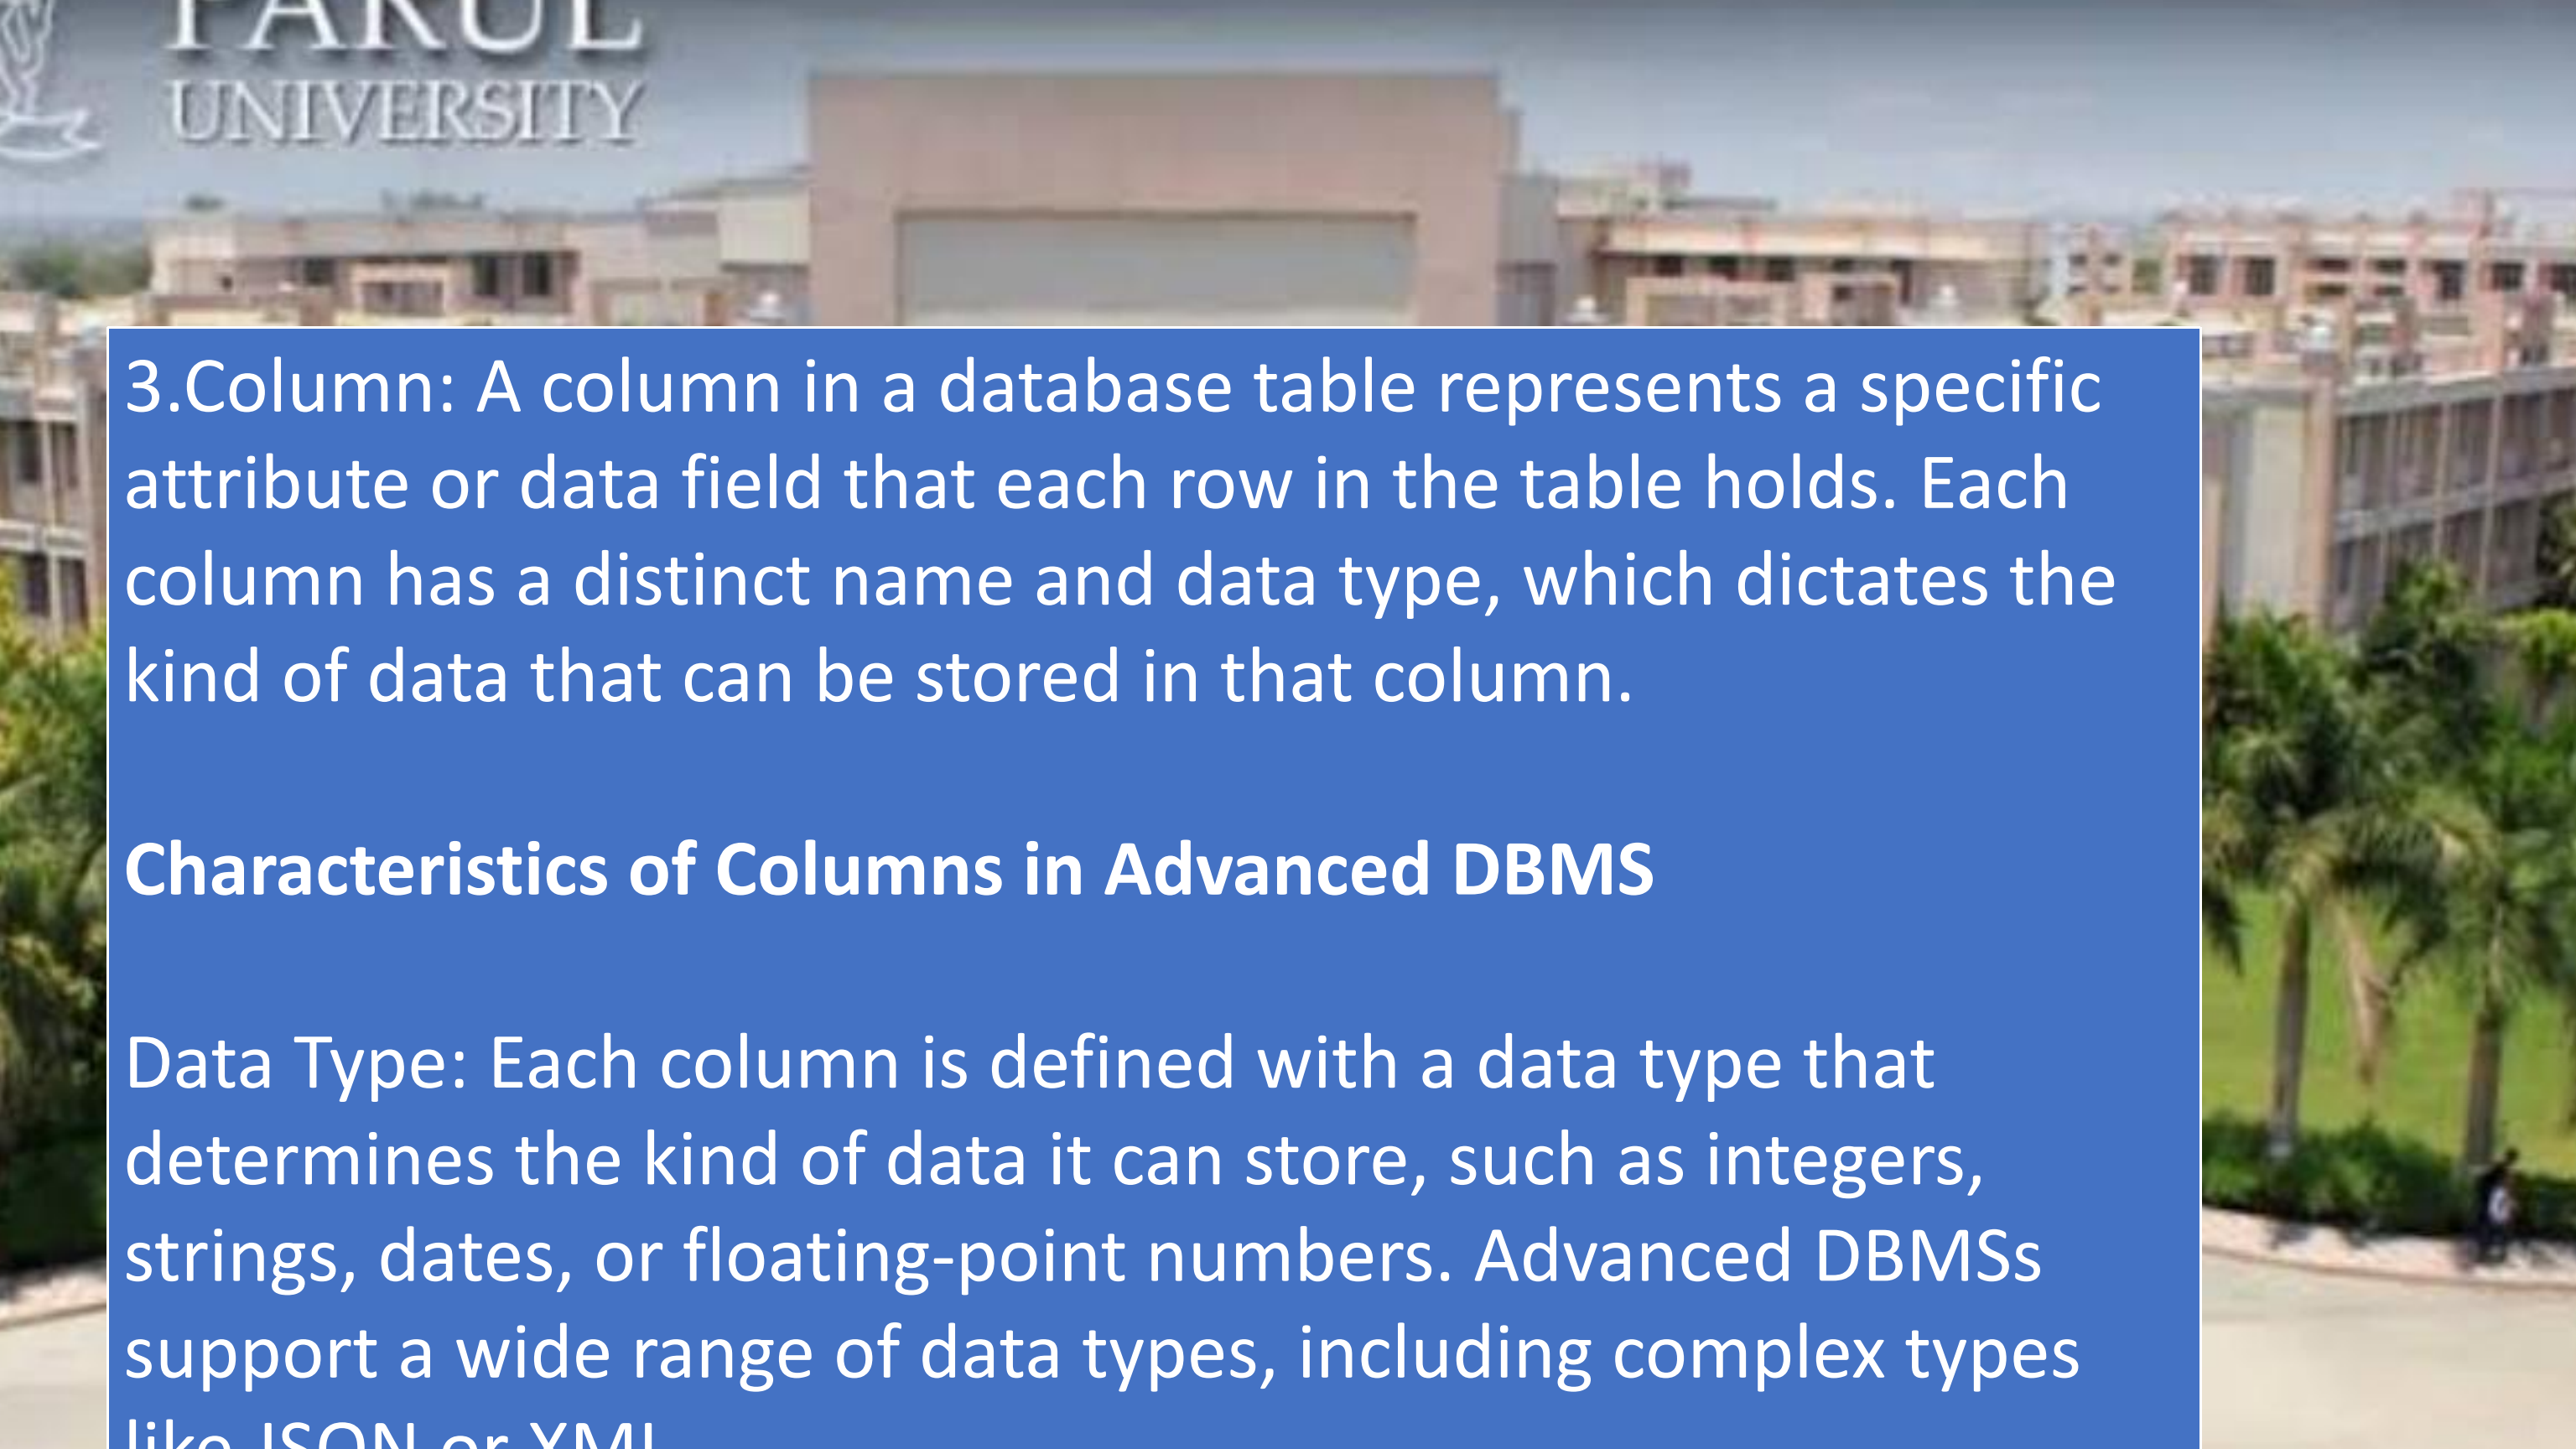 PARUL
UNIVERSITY
3.Column: A column in a database table represents a specific
attribute or data field that each row in the table holds. Each
column has a distinct name and data type, which dictates the
kind of data that can be stored in that column.
Characteristics of Columns in Advanced DBMS
Data Type: Each column is defined with a data type that
determines the kind of data it can store, such as integers,
strings, dates, or floating-point numbers. Advanced DBMSs
support a wide range of data types, including complex types
like JSON or XML